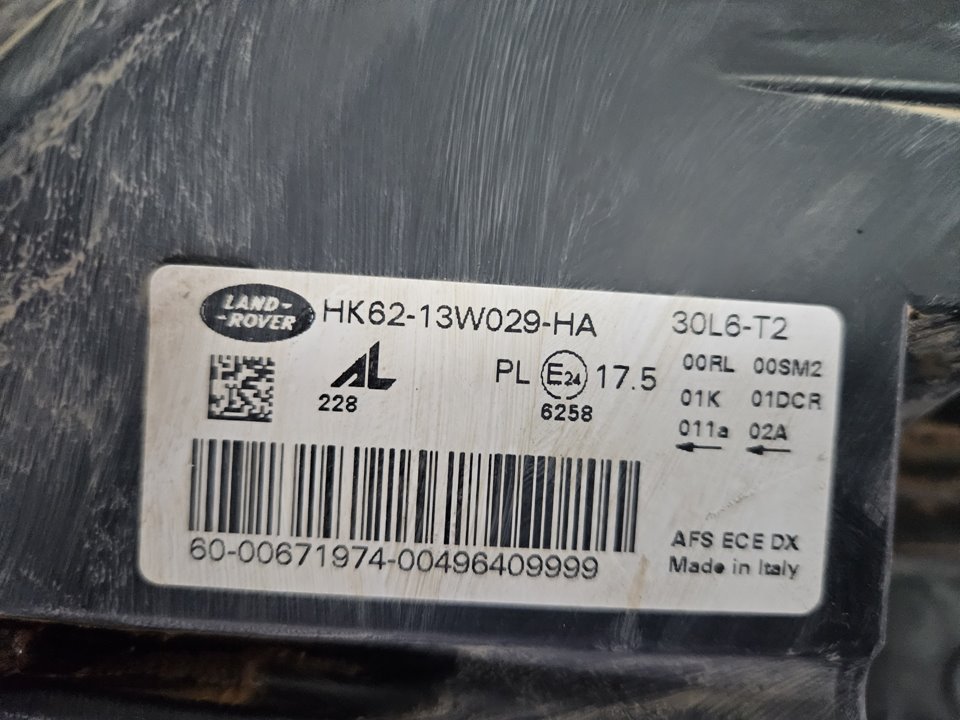 LAND-
-ROVER
HK62-13W029-HA
30L6-T2
AL
228
PL E24 17.5
6258
00RL 00SM2
01K 01DCR
011a 02A
60-00671974-00496409999
AFS ECE DX
Made in Italy